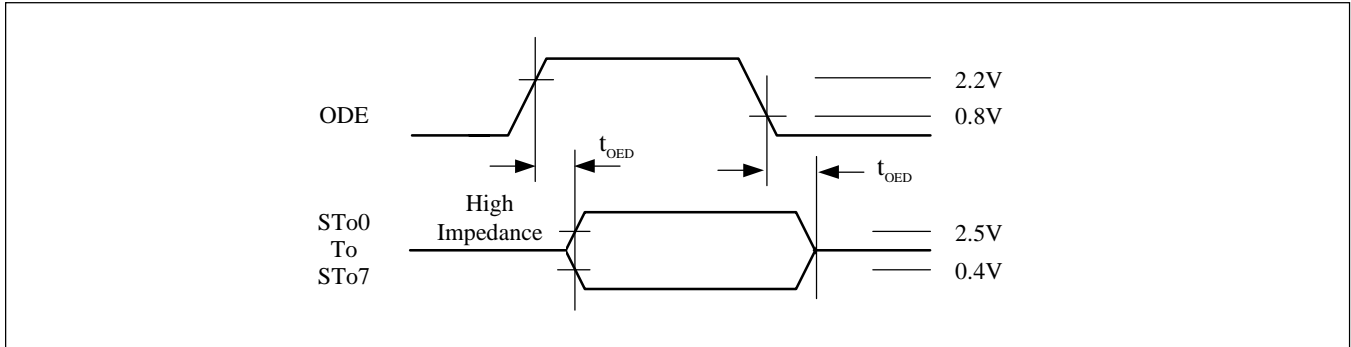 2.2V
ODE
0.8V
tOED
tOED
High
Impedance
STo0
To
STo7
2.5V
0.4V